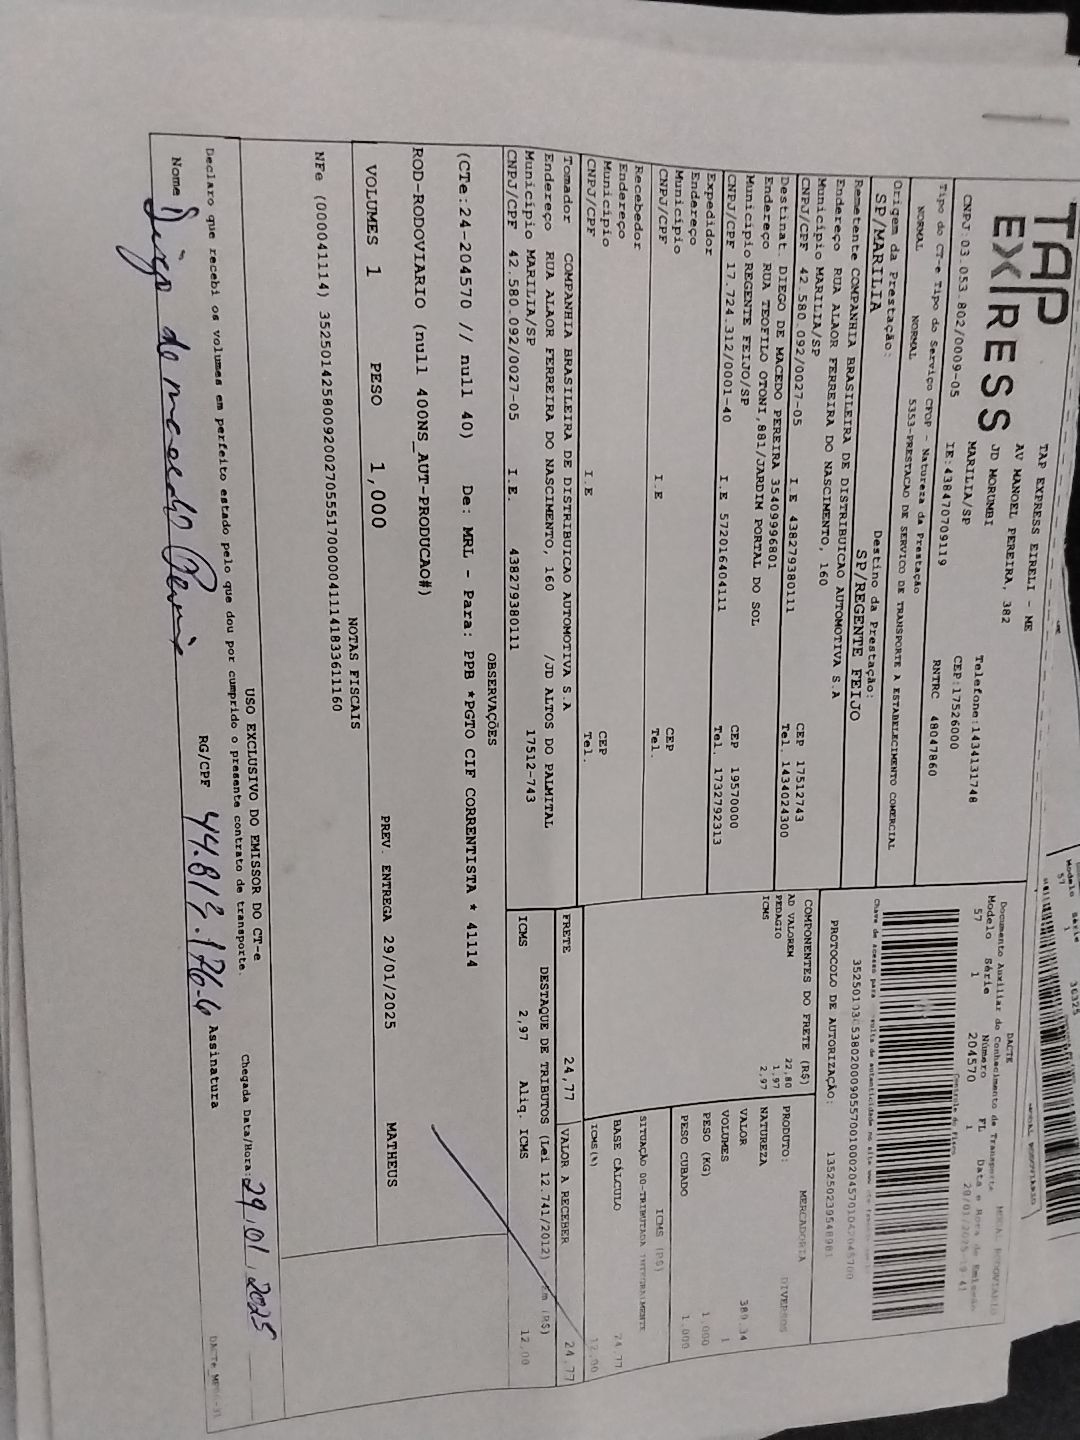 TAP
EXPRESS
TAP EXPRESS EIRELI - ME
AV MANOEL PEREIRA, 382
JD MORUMBI
MARILIA/SP
Telefone:1434131748
CEP:17526000
CNPJ:03.053.802/0009-05 IE:438470709119 RNTRC 48047860
Tipo do CT-e Tipo do Serviço CFOP - Natureza da Prestação
NORMAL NORMAL 5353-PRESTACAO DE SERVICO DE TRANSPORTE A ESTABELECIMENTO COMERCIAL
Origem da Prestação: Destino da Prestação:
SP/MARILIA SP/REGENTE FEIJO
DACTE
Documento Auxiliar do Conhecimento de Transporte
Modelo Série Número FL Data e Hora de Emissão
57 1 204570 1
PROTOCOLO DE AUTORIZAÇÃO: 135250239548981
Remetente COMPANHIA BRASILEIRA DE DISTRIBUICAO AUTOMOTIVA S.A
Endereço RUA ALAOR FERREIRA DO NASCIMENTO, 160
Município MARILIA/SP CEP 17512743
CNPJ/CPF 42.580.092/0027-05 I.E 438279380111 Tel. 1434024300
Destinat. DIEGO DE MACEDO PEREIRA 35409996801
Endereço RUA TEOFILO OTONI,881/JARDIM PORTAL DO SOL
Município REGENTE FEIJO/SP CEP 19570000
CNPJ/CPF 17.724.312/0001-40 I.E 572016404111 Tel. 1732792313
Expedidor
Endereço
Município CEP
CNPJ/CPF I.E Tel.
Recebedor
Endereço
Município CEP
CNPJ/CPF I.E Tel.
Tomador COMPANHIA BRASILEIRA DE DISTRIBUICAO AUTOMOTIVA S.A
Endereço RUA ALAOR FERREIRA DO NASCIMENTO, 160 /JD ALTOS DO PALMITAL
Município MARILIA/SP 17512-743
CNPJ/CPF 42.580.092/0027-05 I.E. 438279380111
COMPONENTES DO FRETE (R$)
AD VALOREM 22,80
PEDAGIO 1,97
ICMS 2,97
MERCADORIA
PRODUTO: DIVERSOS
NATUREZA
VALOR 389.34
VOLUMES 1
PESO (KG) 1.000
PESO CUBADO 1.000
ICMS (R$)
SITUAÇÃO 00-TRIBUTADA INTEGRALMENTE
BASE CÁLCULO 24.77
ICMS(%) 12.00
FRETE 24,77 VALOR A RECEBER 24,77
DESTAQUE DE TRIBUTOS (Lei 12.741/2012) em (R$)
ICMS 2,97 Aliq. ICMS 12,00
OBSERVAÇÕES
(CTe:24-204570 // null 40) De: MRL - Para: PPB *PGTO CIF CORRENTISTA * 41114
ROD-RODOVIARIO (null 400NS_AUT-PRODUCAO#)
VOLUMES 1 PESO 1,000 PREV. ENTREGA 29/01/2025 MATHEUS
NOTAS FISCAIS
NFe (000041114) 35250142580092002705551700000411141833611160
USO EXCLUSIVO DO EMISSOR DO CT-e
Declaro que recebi os volumes em perfeito estado pelo que dou por cumprido o presente contrato de transporte. Chegada Data/Hora: 29.01.2025
Nome Diego de macedo RG/CPF Assinatura